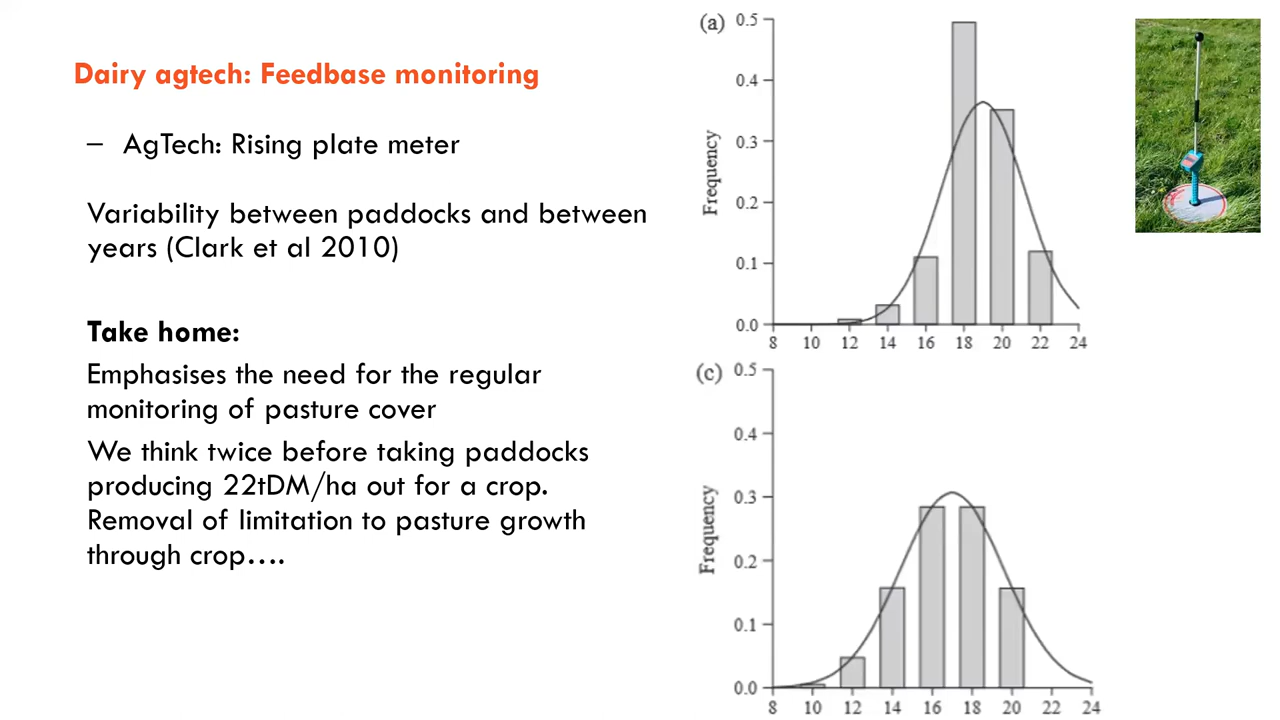 Dairy agtech: Feedbase monitoring
– AgTech: Rising plate meter
Variability between paddocks and between
years (Clark et al 2010)
Take home:
Emphasises the need for the regular
monitoring of pasture cover
We think twice before taking paddocks
producing 22tDM/ha out for a crop.
Removal of limitation to pasture growth
through crop....
(a)
Frequency
0.5
0.4
0.3
0.2
0.1
0.0
8 10 12 14 16 18 20 22 24
(c)
Frequency
0.5
0.4
0.3
0.2
0.1
0.0
8 10 12 14 16 18 20 22 24